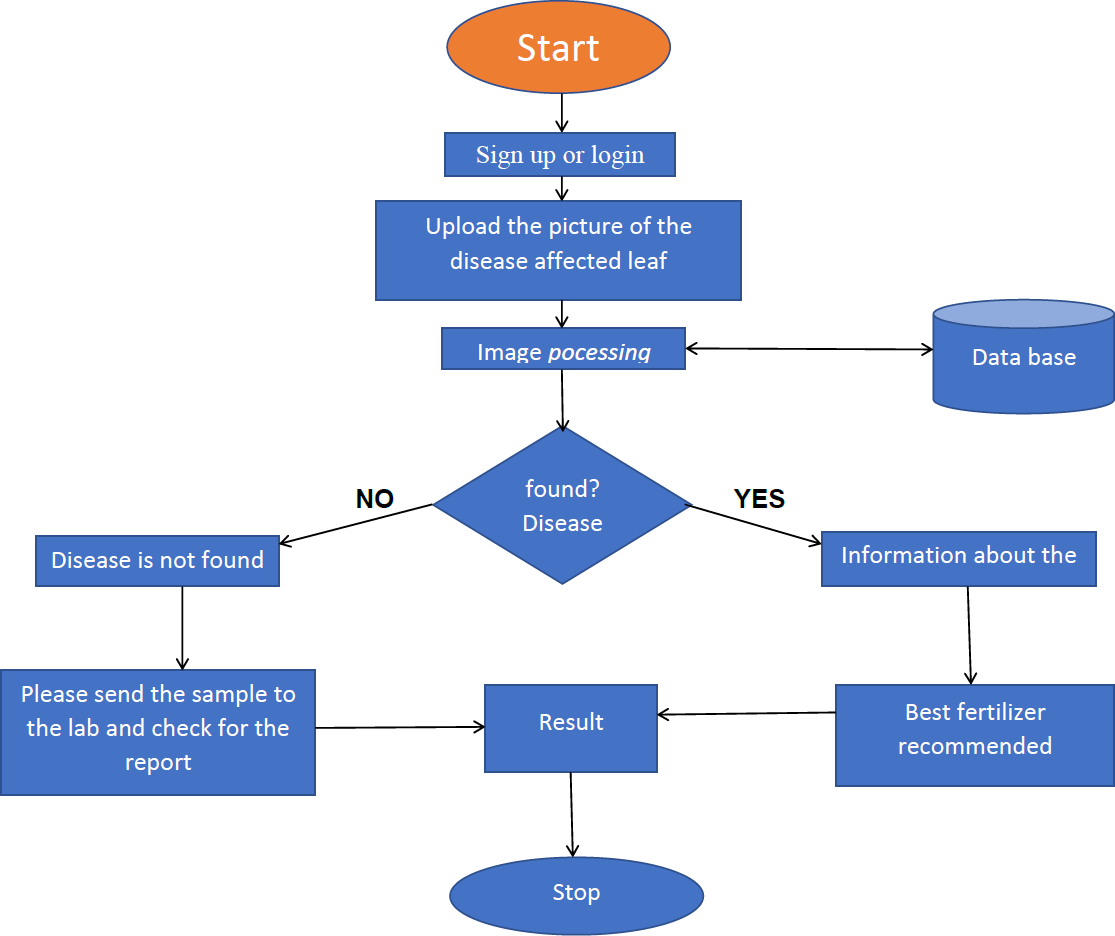 Start
Sign up or login
Upload the picture of the
disease affected leaf
Image pocessing
Data base
found?
Disease
NO
YES
Disease is not found
Information about the
Please send the sample to
the lab and check for the
report
Result
Best fertilizer
recommended
Stop